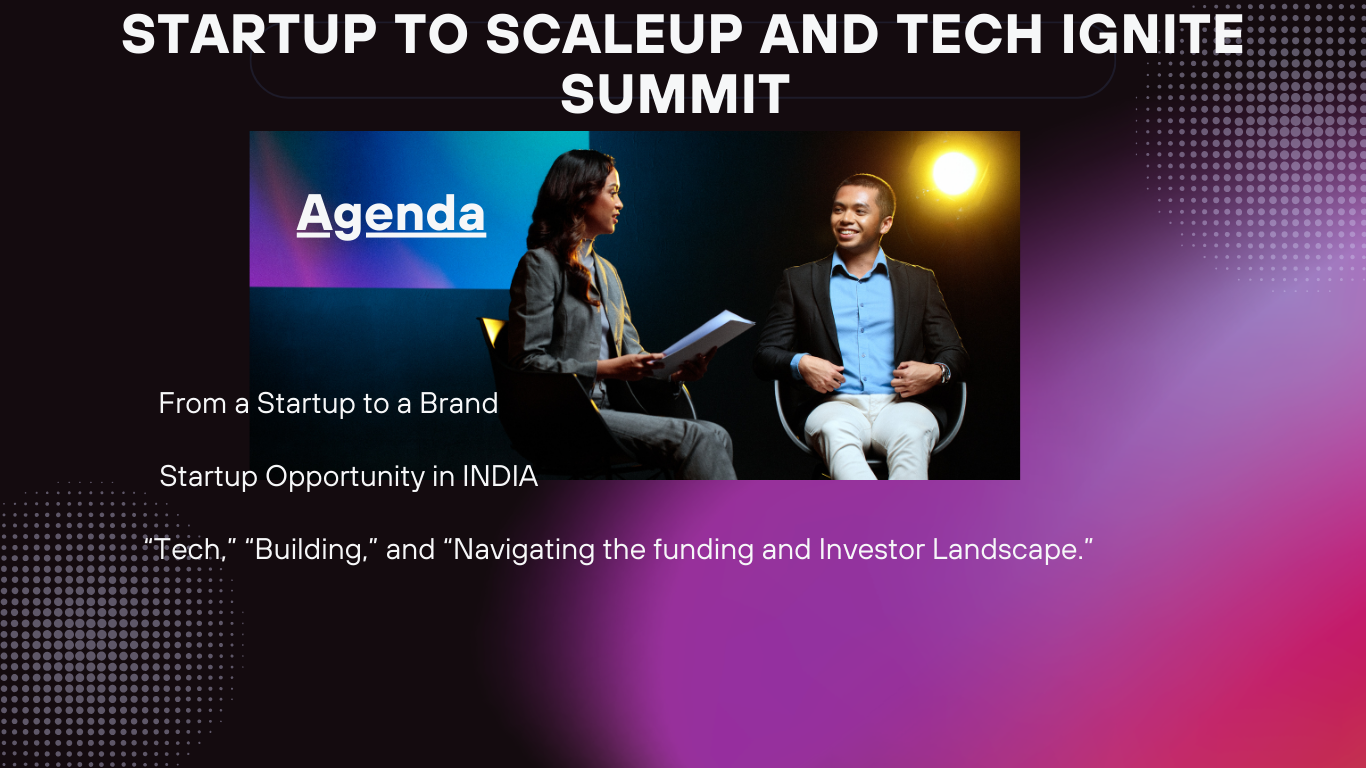 STARTUP TO SCALEUP AND TECH IGNITE
SUMMIT
Agenda
From a Startup to a Brand
Startup Opportunity in INDIA
“Tech,” “Building,” and “Navigating the funding and Investor Landscape.”